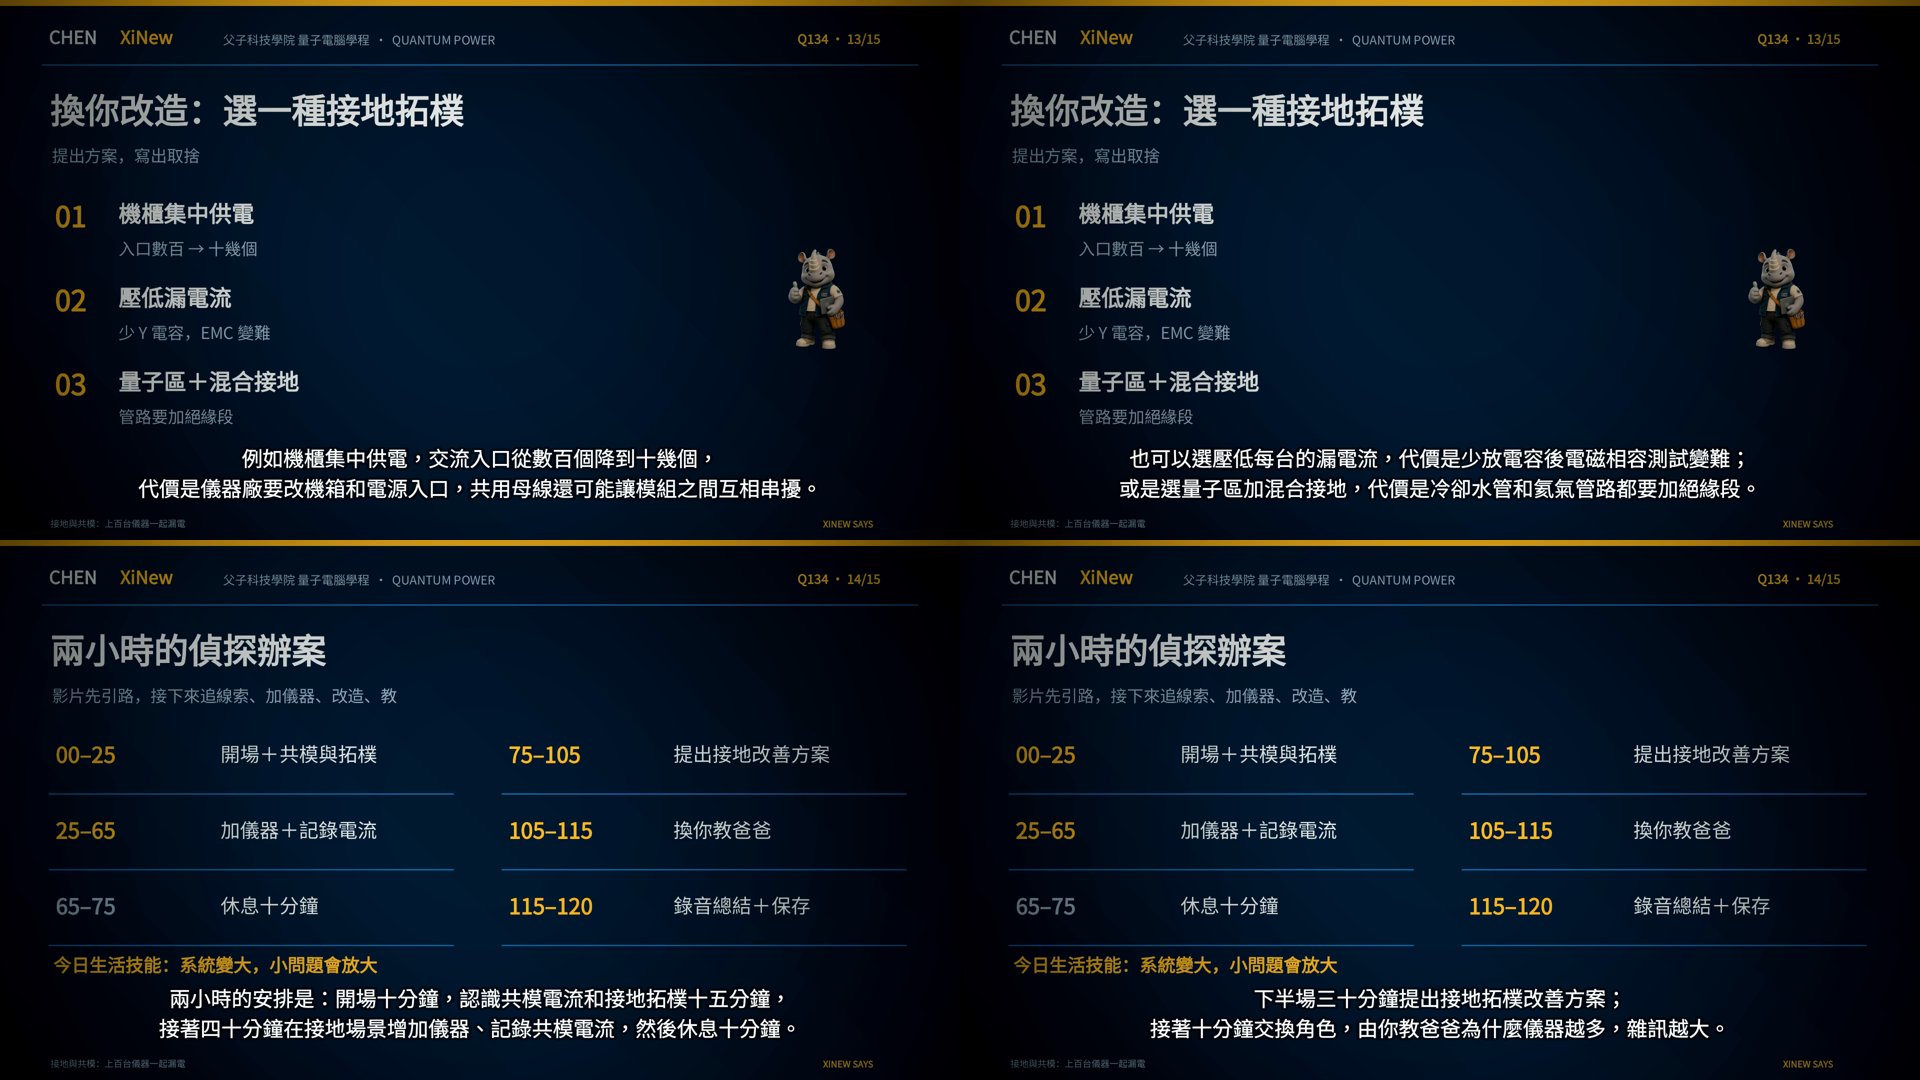 CHEN XiNew 父子科技學院 量子電腦學程 · QUANTUM POWER Q134 · 13/15
換你改造：選一種接地拓樸
提出方案，寫出取捨
01 機櫃集中供電
入口數百 → 十幾個
02 壓低漏電流
少 Y 電容，EMC 變難
03 量子區＋混合接地
管路要加絕緣段
例如機櫃集中供電，交流入口從數百個降到十幾個，
代價是儀器廠要改機箱和電源入口，共用母線還可能讓模組之間互相串擾。
接地與共模：上百台儀器一起漏電 XINEW SAYS
CHEN XiNew 父子科技學院 量子電腦學程 · QUANTUM POWER Q134 · 13/15
換你改造：選一種接地拓樸
提出方案，寫出取捨
01 機櫃集中供電
入口數百 → 十幾個
02 壓低漏電流
少 Y 電容，EMC 變難
03 量子區＋混合接地
管路要加絕緣段
也可以選壓低每台的漏電流，代價是少放電容後電磁相容測試變難；
或是選量子區加混合接地，代價是冷卻水管和氦氣管路都要加絕緣段。
接地與共模：上百台儀器一起漏電 XINEW SAYS
CHEN XiNew 父子科技學院 量子電腦學程 · QUANTUM POWER Q134 · 14/15
兩小時的偵探辦案
影片先引路，接下來追線索、加儀器、改造、教
00–25 開場＋共模與拓樸 75–105 提出接地改善方案
25–65 加儀器＋記錄電流 105–115 換你教爸爸
65–75 休息十分鐘 115–120 錄音總結＋保存
今日生活技能：系統變大，小問題會放大
兩小時的安排是：開場十分鐘，認識共模電流和接地拓樸十五分鐘，
接著四十分鐘在接地場景增加儀器、記錄共模電流，然後休息十分鐘。
接地與共模：上百台儀器一起漏電 XINEW SAYS
CHEN XiNew 父子科技學院 量子電腦學程 · QUANTUM POWER Q134 · 14/15
兩小時的偵探辦案
影片先引路，接下來追線索、加儀器、改造、教
00–25 開場＋共模與拓樸 75–105 提出接地改善方案
25–65 加儀器＋記錄電流 105–115 換你教爸爸
65–75 休息十分鐘 115–120 錄音總結＋保存
今日生活技能：系統變大，小問題會放大
下半場三十分鐘提出接地拓樸改善方案；
接著十分鐘交換角色，由你教爸爸為什麼儀器越多，雜訊越大。
接地與共模：上百台儀器一起漏電 XINEW SAYS